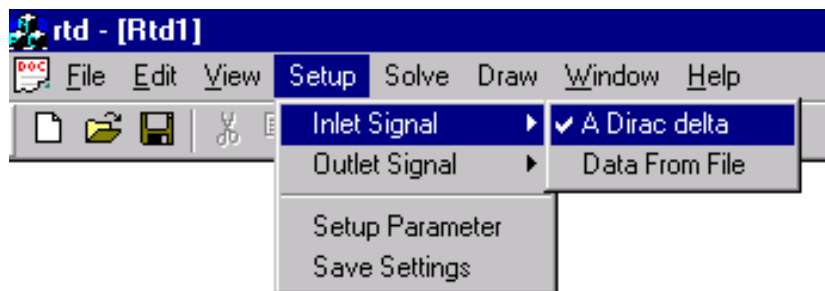 rtd - [Rtd1]
DOC File Edit View Setup Solve Draw Window Help
Inlet Signal A Dirac delta
Outlet Signal Data From File
Setup Parameter
Save Settings